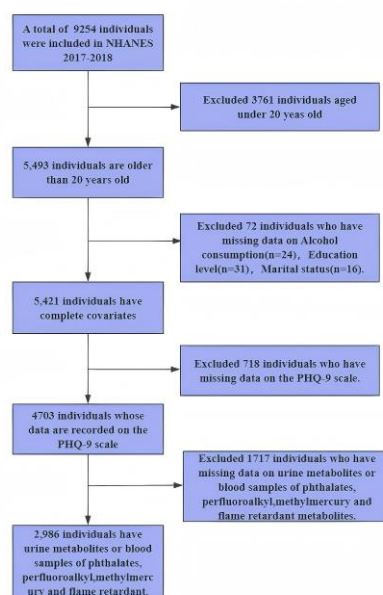 A total of 9254 individuals
were included in NHANES
2017-2018
Excluded 3761 individuals aged
under 20 yeas old
5,493 individuals are older
than 20 years old
Excluded 72 individuals who have
missing data on Alcohol
consumption(n=24), Education
level(n=31), Marital status(n=16).
5,421 individuals have
complete covariates
Excluded 718 individuals who have
missing data on the PHQ-9 scale.
4703 individuals whose
data are recorded on the
PHQ-9 scale
Excluded 1717 individuals who have
missing data on urine metabolites or
blood samples of phthalates,
perfluoroalkyl,methylmercury and
flame retardant metabolites.
2,986 individuals have
urine metabolites or blood
samples of phthalates,
perfluoroalkyl,methylmerc
ury and flame retardant.